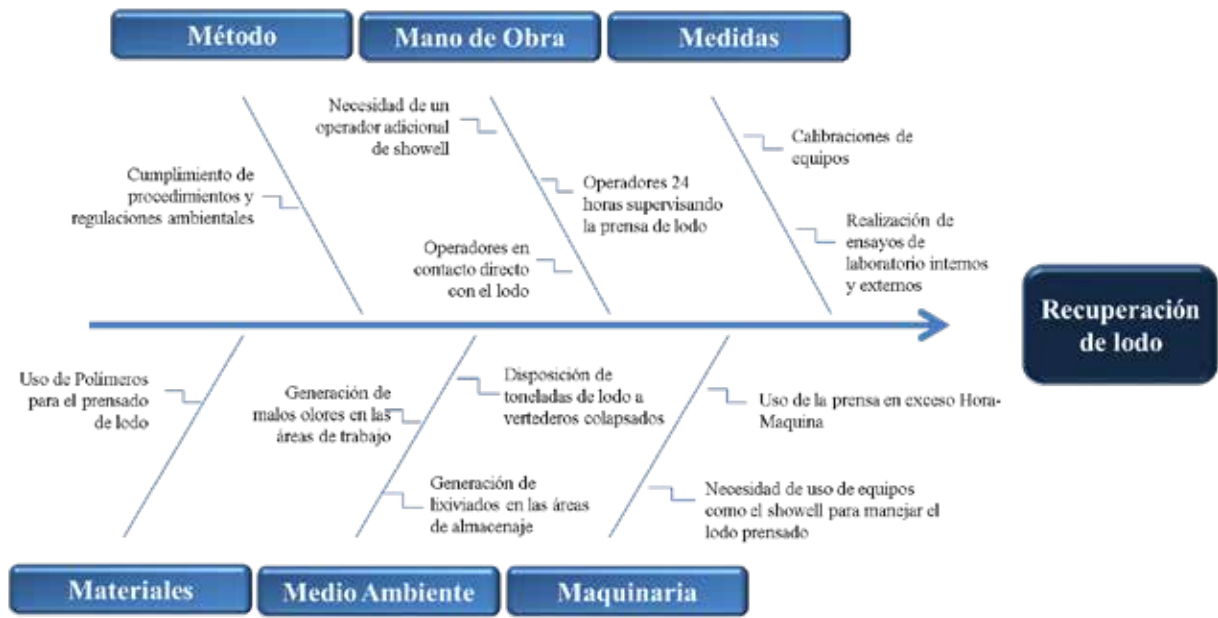 Método
Mano de Obra
Medidas
Cumplimiento de
procedimientos y
regulaciones ambientales
Necesidad de un
operador adicional
de showell
Operadores 24
horas supervisando
la prensa de lodo
Operadores en
contacto directo
con el lodo
Calibraciones de
equipos
Realización de
ensayos de
laboratorio internos
y externos
Recuperación
de lodo
Uso de Polímeros
para el prensado
de lodo
Generación de
malos olores en las
áreas de trabajo
Disposición de
toneladas de lodo a
vertederos colapsados
Generación de
lixiviados en las áreas
de almacenaje
Uso de la prensa en exceso Hora-
Maquina
Necesidad de uso de equipos
como el showell para manejar el
lodo prensado
Materiales
Medio Ambiente
Maquinaria